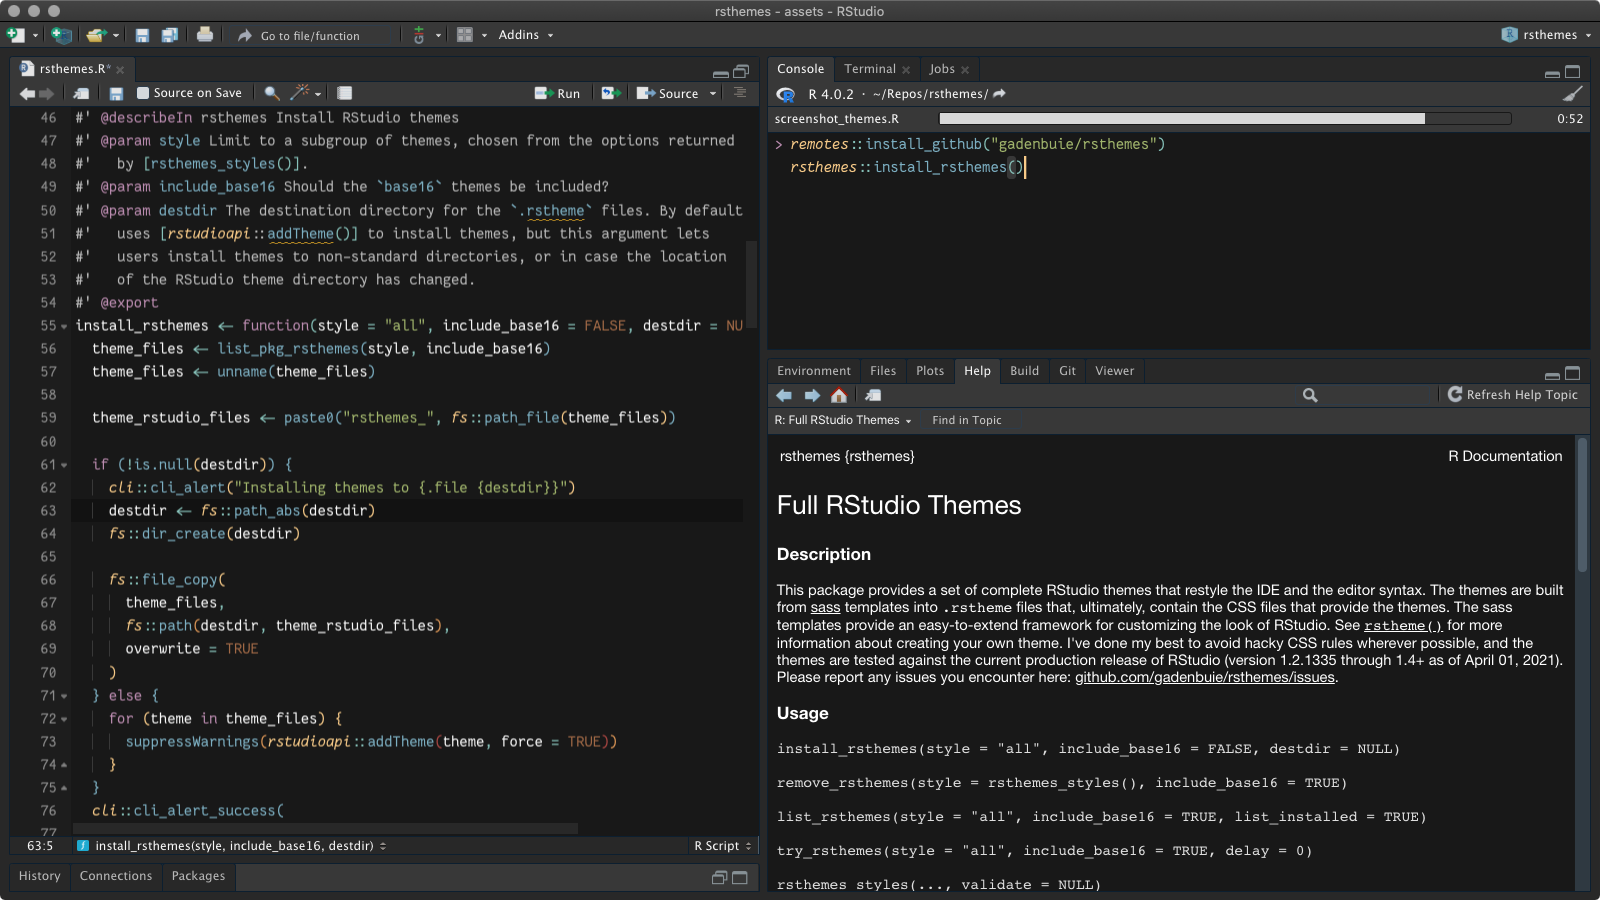 rsthemes - assets - RStudio
Go to file/function
Addins
rsthemes
rsthemes.R*
Source on Save
Run
Source
46 #' @describeIn rsthemes Install RStudio themes
47 #' @param style Limit to a subgroup of themes, chosen from the options returned
48 #'   by [rsthemes_styles()].
49 #' @param include_base16 Should the `base16` themes be included?
50 #' @param destdir The destination directory for the `.rstheme` files. By default
51 #'   uses [rstudioapi::addTheme()] to install themes, but this argument lets
52 #'   users install themes to non-standard directories, or in case the location
53 #'   of the RStudio theme directory has changed.
54 #' @export
55 install_rsthemes <- function(style = "all", include_base16 = FALSE, destdir = NU
56   theme_files <- list_pkg_rsthemes(style, include_base16)
57   theme_files <- unname(theme_files)
58
59   theme_rstudio_files <- paste0("rsthemes_", fs::path_file(theme_files))
60
61   if (!is.null(destdir)) {
62     cli::cli_alert("Installing themes to {.file {destdir}}")
63     destdir <- fs::path_abs(destdir)
64     fs::dir_create(destdir)
65
66     fs::file_copy(
67       theme_files,
68       fs::path(destdir, theme_rstudio_files),
69       overwrite = TRUE
70     )
71   } else {
72     for (theme in theme_files) {
73       suppressWarnings(rstudioapi::addTheme(theme, force = TRUE))
74     }
75   }
76   cli::cli_alert_success(
77
63:5
install_rsthemes(style, include_base16, destdir)
R Script
History
Connections
Packages
Console
Terminal
Jobs
R 4.0.2 · ~/Repos/rsthemes/
screenshot_themes.R
0:52
> remotes::install_github("gadenbuie/rsthemes")
rsthemes::install_rsthemes()
Environment
Files
Plots
Help
Build
Git
Viewer
Refresh Help Topic
R: Full RStudio Themes
Find in Topic
rsthemes {rsthemes}
R Documentation
Full RStudio Themes
Description
This package provides a set of complete RStudio themes that restyle the IDE and the editor syntax. The themes are built
from sass templates into .rstheme files that, ultimately, contain the CSS files that provide the themes. The sass
templates provide an easy-to-extend framework for customizing the look of RStudio. See rstheme() for more
information about creating your own theme. I've done my best to avoid hacky CSS rules wherever possible, and the
themes are tested against the current production release of RStudio (version 1.2.1335 through 1.4+ as of April 01, 2021).
Please report any issues you encounter here: github.com/gadenbuie/rsthemes/issues.
Usage
install_rsthemes(style = "all", include_base16 = FALSE, destdir = NULL)
remove_rsthemes(style = rsthemes_styles(), include_base16 = TRUE)
list_rsthemes(style = "all", include_base16 = TRUE, list_installed = TRUE)
try_rsthemes(style = "all", include_base16 = TRUE, delay = 0)
rsthemes_styles(..., validate = NULL)